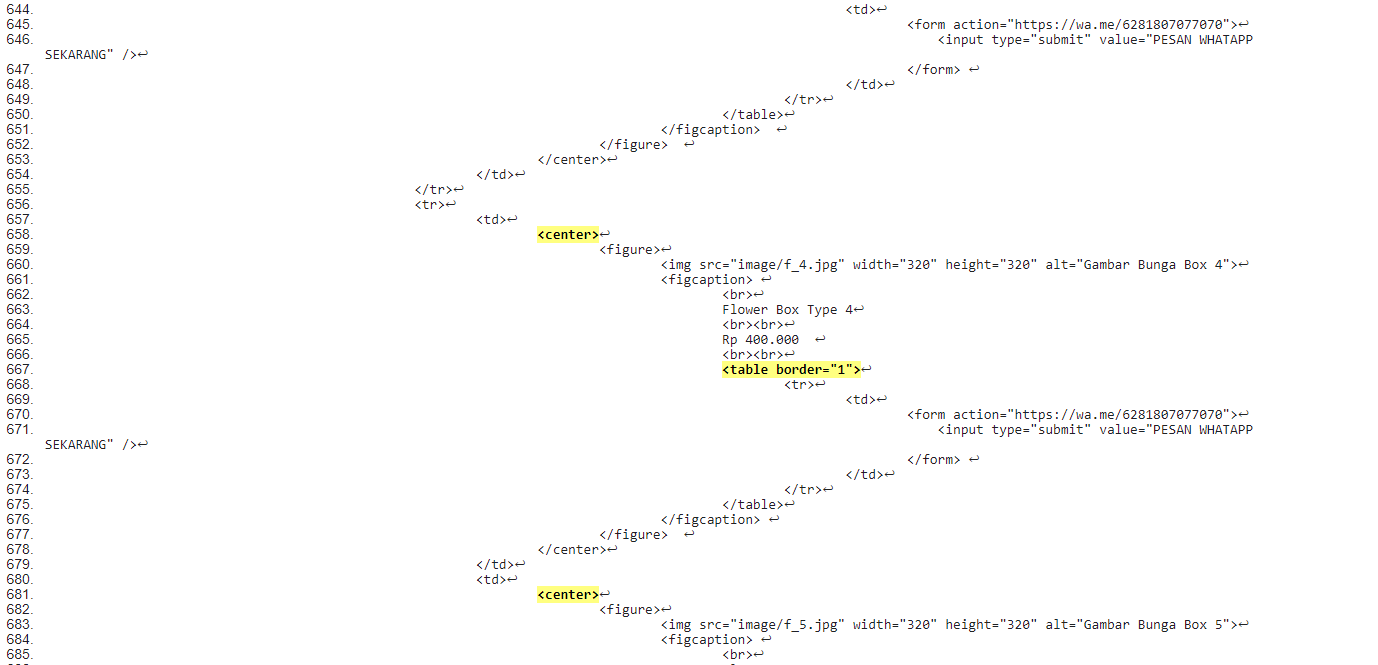 644. <td>↩
645. <form action="https://wa.me/6281807077070">↩
646. <input type="submit" value="PESAN WHATAPP
SEKARANG" />↩
647. </form> ↩
648. </td>↩
649. </tr>↩
650. </table>↩
651. </figcaption> ↩
652. </figure> ↩
653. </center>↩
654. </td>↩
655. </tr>↩
656. <tr>↩
657. <td>↩
658. <center>↩
659. <figure>↩
660. <img src="image/f_4.jpg" width="320" height="320" alt="Gambar Bunga Box 4">↩
661. <figcaption> ↩
662. <br>↩
663. Flower Box Type 4↩
664. <br><br>↩
665. Rp 400.000 ↩
666. <br><br>↩
667. <table border="1">↩
668. <tr>↩
669. <td>↩
670. <form action="https://wa.me/6281807077070">↩
671. <input type="submit" value="PESAN WHATAPP
SEKARANG" />↩
672. </form> ↩
673. </td>↩
674. </tr>↩
675. </table>↩
676. </figcaption> ↩
677. </figure> ↩
678. </center>↩
679. </td>↩
680. <td>↩
681. <center>↩
682. <figure>↩
683. <img src="image/f_5.jpg" width="320" height="320" alt="Gambar Bunga Box 5">↩
684. <figcaption> ↩
685. <br>↩